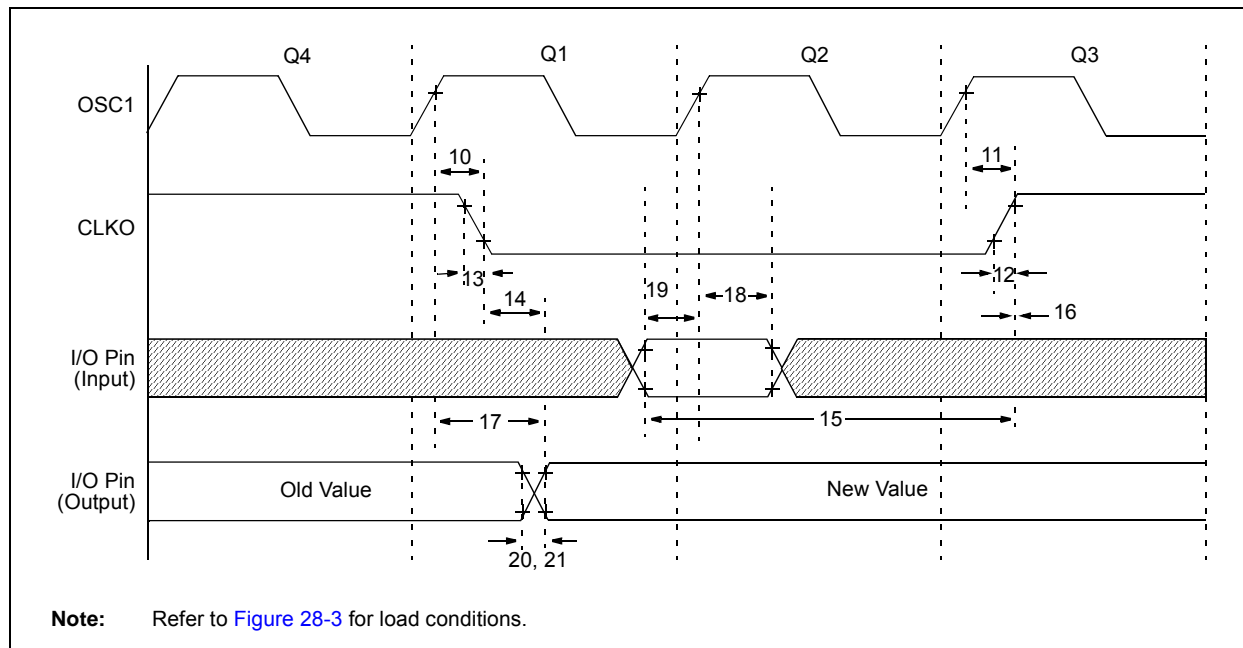 Q4
Q1
Q2
Q3
OSC1
10
11
CLKO
13
12
14
19
18
16
I/O Pin
(Input)
17
15
I/O Pin
(Output)
Old Value
New Value
20, 21
Note: Refer to Figure 28-3 for load conditions.